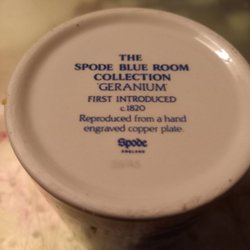 THE
SPODE BLUE ROOM
COLLECTION
'GERANIUM'
FIRST INTRODUCED
c.1820
Reproduced from a hand
engraved copper plate.
Spode
ENGLAND